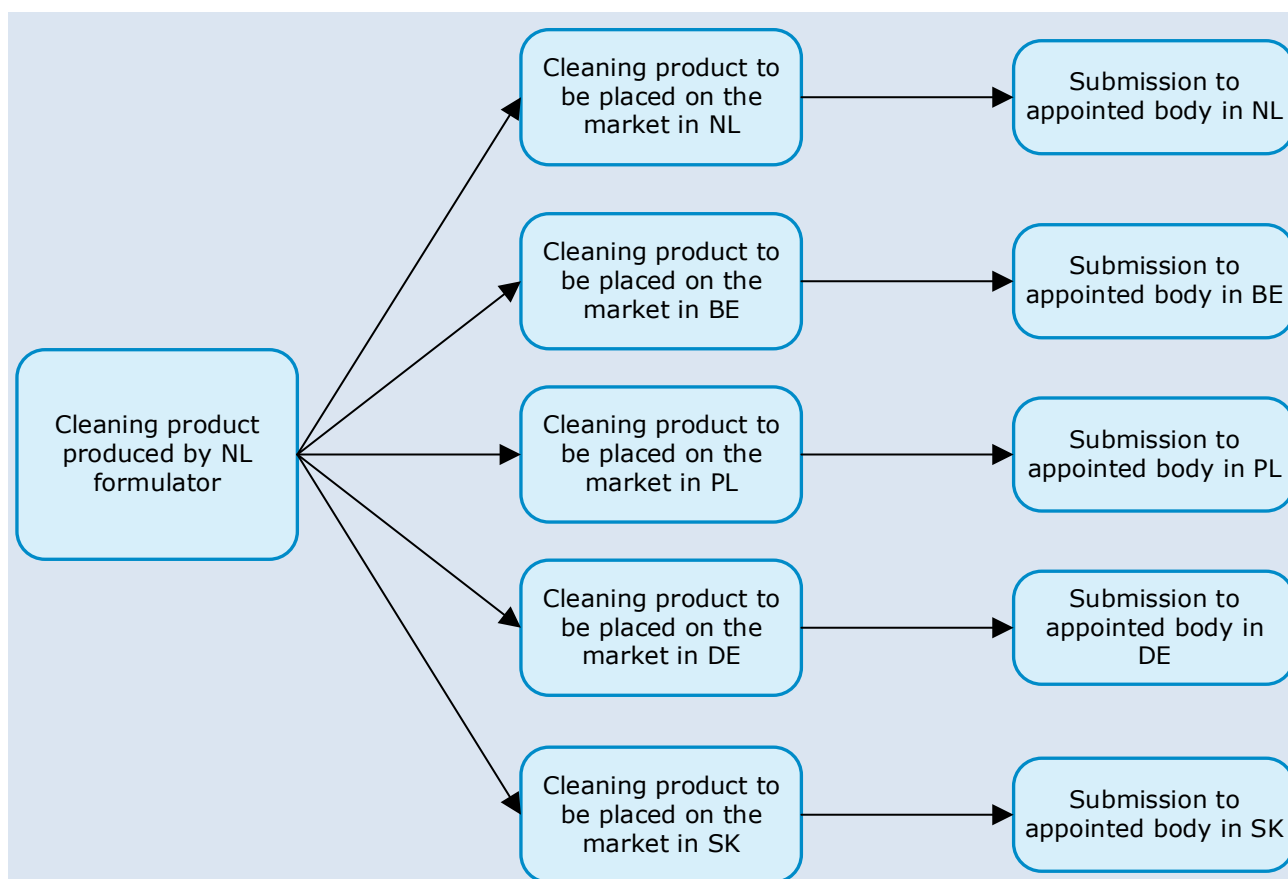 Cleaning product
produced by NL
formulator
Cleaning product to
be placed on the
market in NL
Submission to
appointed body in NL
Cleaning product to
be placed on the
market in BE
Submission to
appointed body in BE
Cleaning product to
be placed on the
market in PL
Submission to
appointed body in PL
Cleaning product to
be placed on the
market in DE
Submission to
appointed body in
DE
Cleaning product to
be placed on the
market in SK
Submission to
appointed body in SK